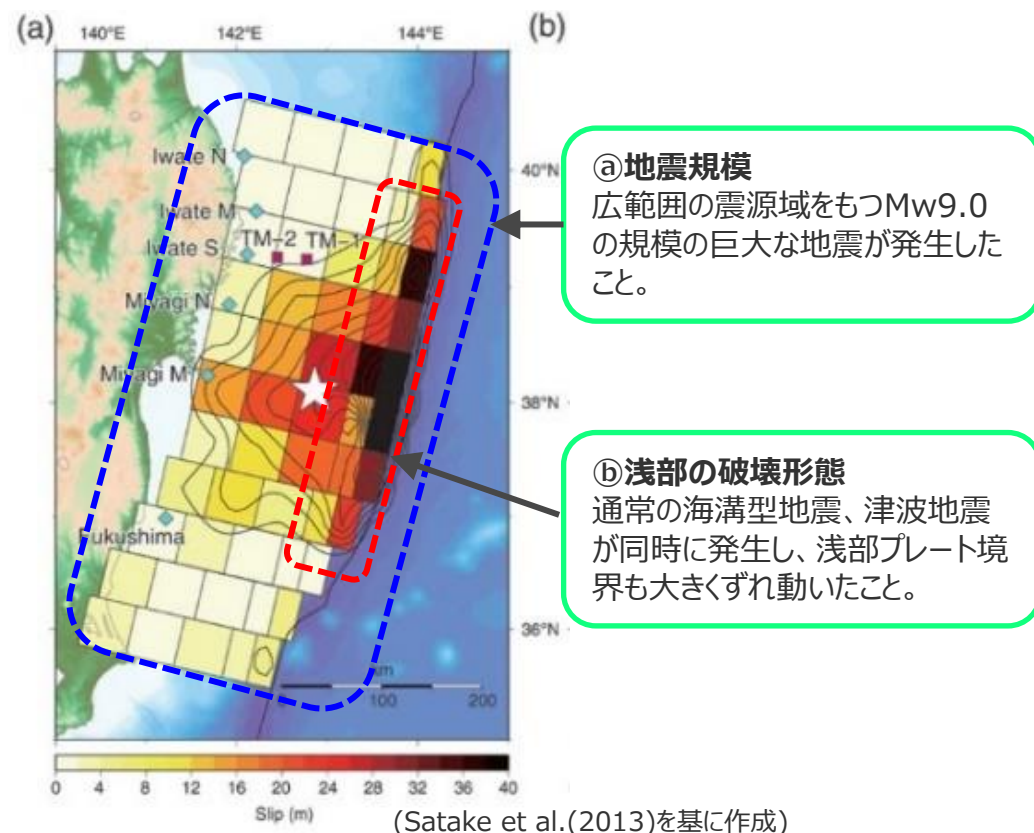 (a)
140°E 142°E 144°E
(b)
40°N
38°N
36°N
Iwate N
Iwate M
Iwate S
TM-2 TM-1
Miyagi N
Miyagi M
Fukushima
km
100 200
0 4 8 12 16 20 24 28 32 36 40
Slip (m)
ⓐ地震規模
広範囲の震源域をもつMw9.0
の規模の巨大な地震が発生した
こと。
ⓑ浅部の破壊形態
通常の海溝型地震、津波地震
が同時に発生し、浅部プレート境
界も大きくずれ動いたこと。
(Satake et al.(2013)を基に作成)